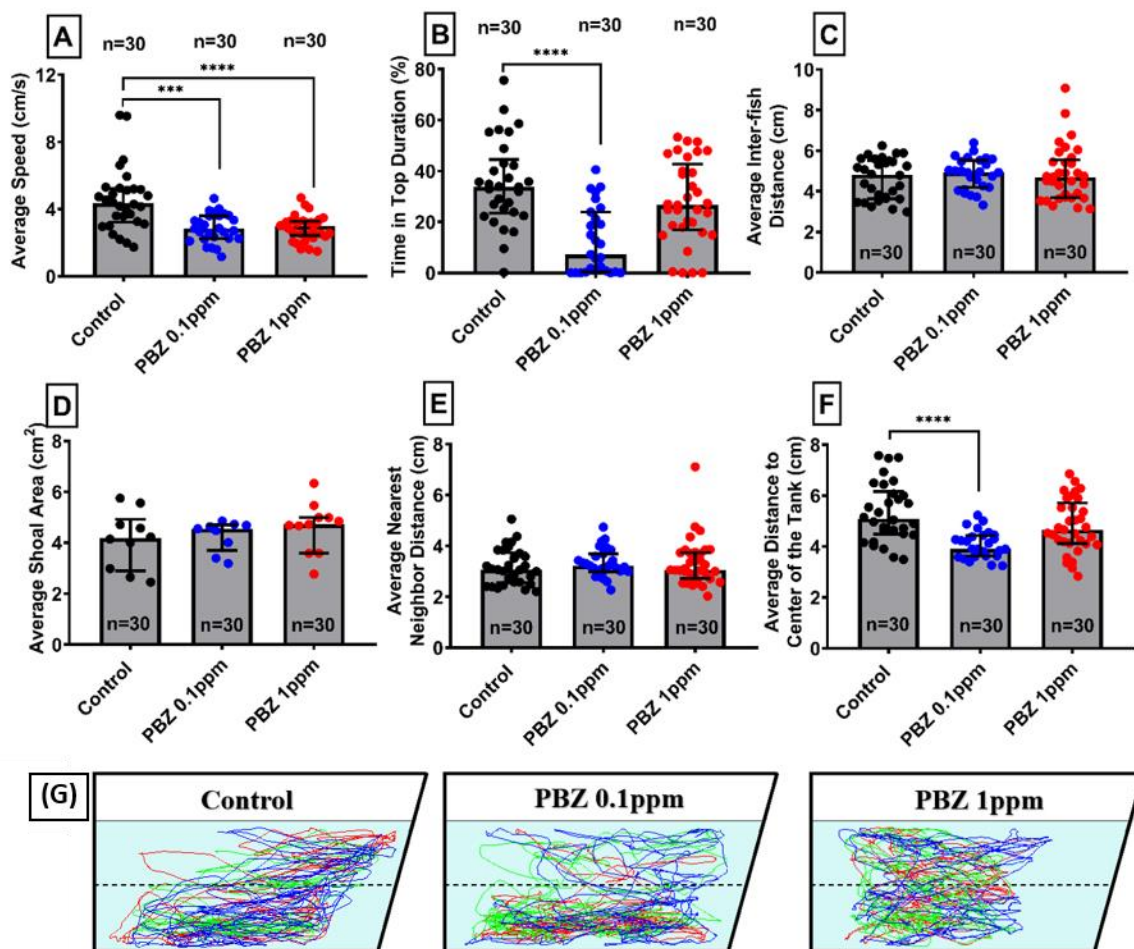 A
n=30 n=30 n=30
****
***
Average Speed (cm/s)
12
8
4
0
Control
PBZ 0.1ppm
PBZ 1ppm
B
n=30 n=30 n=30
****
Time in Top Duration (%)
80
60
40
20
0
Control
PBZ 0.1ppm
PBZ 1ppm
C
Average Inter-fish
Distance (cm)
10
8
6
4
2
0
n=30 n=30 n=30
Control
PBZ 0.1ppm
PBZ 1ppm
D
Average Shoal Area (cm²)
8
6
4
2
0
n=30 n=30 n=30
Control
PBZ 0.1ppm
PBZ 1ppm
E
Average Nearest
Neighbor Distance (cm)
8
6
4
2
0
n=30 n=30 n=30
Control
PBZ 0.1ppm
PBZ 1ppm
F
****
Average Distance to
Center of the Tank (cm)
8
6
4
2
0
n=30 n=30 n=30
Control
PBZ 0.1ppm
PBZ 1ppm
(G)
Control
PBZ 0.1ppm
PBZ 1ppm